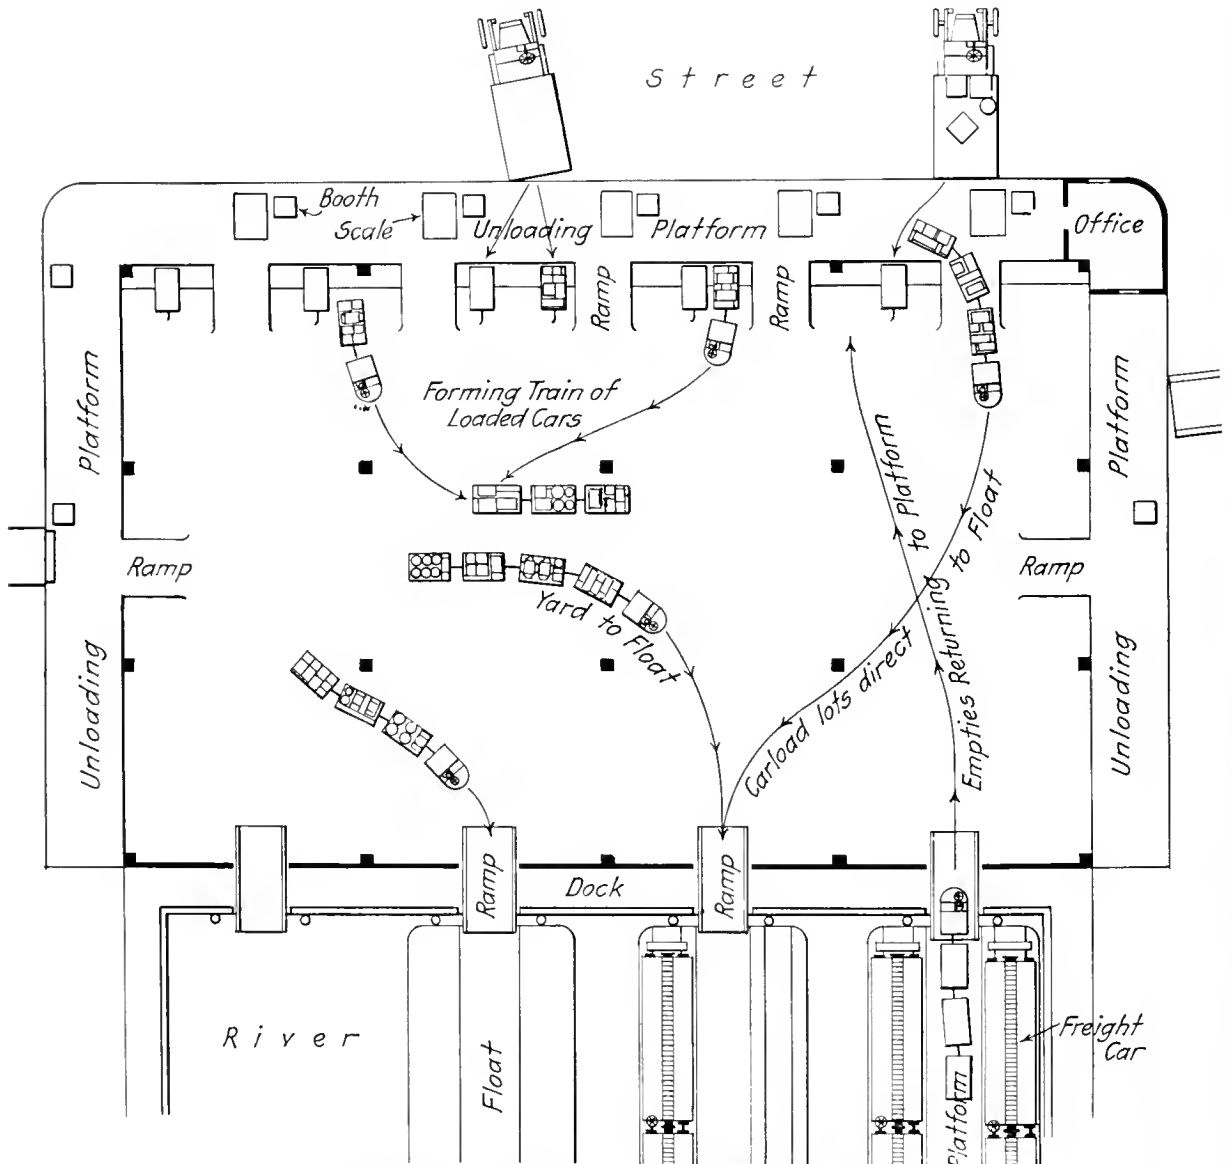 Street
Booth
Scale
Unloading Platform
Office
Ramp
Ramp
Platform
Unloading
Forming Train of
Loaded Cars
Platform
Unloading
Ramp
Ramp
Yard to Float
Carload lots direct to Float
Empties Returning to Platform
Ramp
Dock
Ramp
River
Float
Freight
Car
Platform